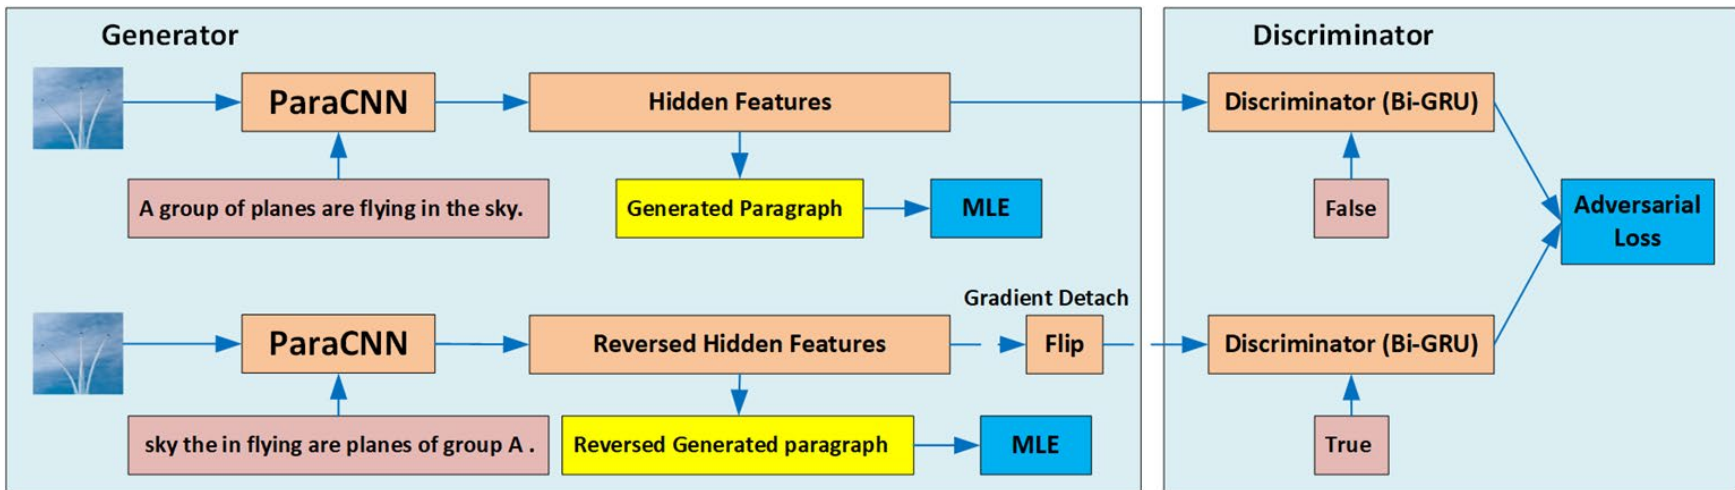 Generator
Discriminator
ParaCNN
Hidden Features
Discriminator (Bi-GRU)
A group of planes are flying in the sky.
Generated Paragraph
MLE
False
Adversarial
Loss
Gradient Detach
ParaCNN
Reversed Hidden Features
Flip
Discriminator (Bi-GRU)
sky the in flying are planes of group A .
Reversed Generated paragraph
MLE
True